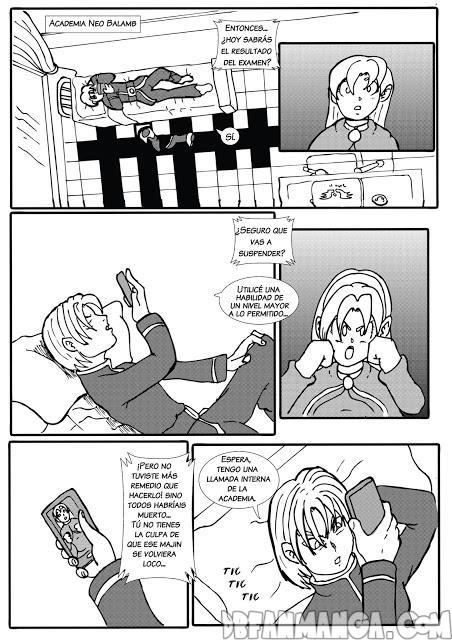 Academia Neo Balamb
Entonces...
¿hoy sabrás
el resultado
del examen?
Sí
¿Seguro que
vas a
suspender?
Utilicé una
habilidad de
un nivel mayor
a lo permitido...
¡Pero no
tuviste más
remedio que
hacerlo! sino
todos habríais
muerto...
Tú no tienes
la culpa de
que ese majin
se volviera
loco...
Espera,
tengo una
llamada interna
de la
academia.
TIC
TIC
TIC
DBFANMANGA.COM